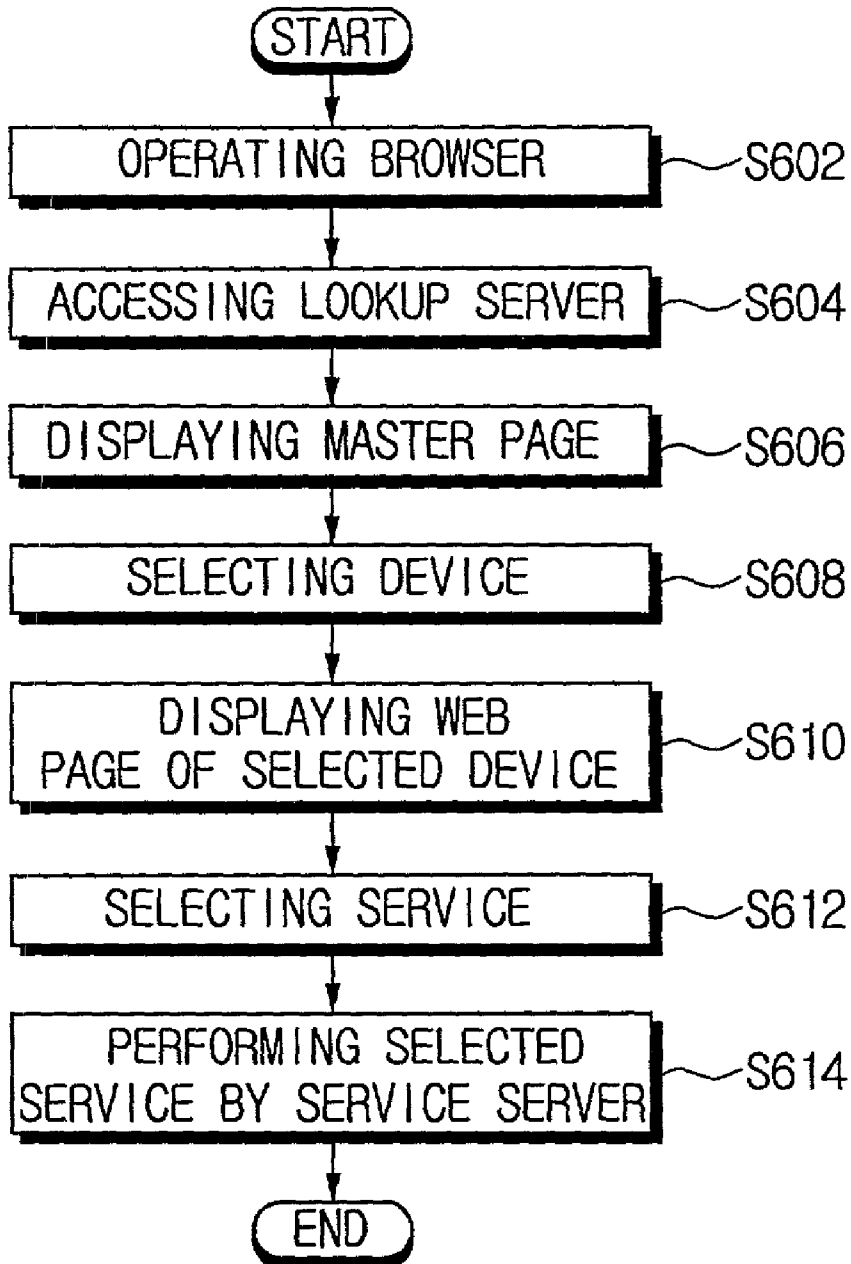 START
OPERATING BROWSER
S602
ACCESSING LOOKUP SERVER
S604
DISPLAYING MASTER PAGE
S606
SELECTING DEVICE
S608
DISPLAYING WEB
PAGE OF SELECTED DEVICE
S610
SELECTING SERVICE
S612
PERFORMING SELECTED
SERVICE BY SERVICE SERVER
S614
END